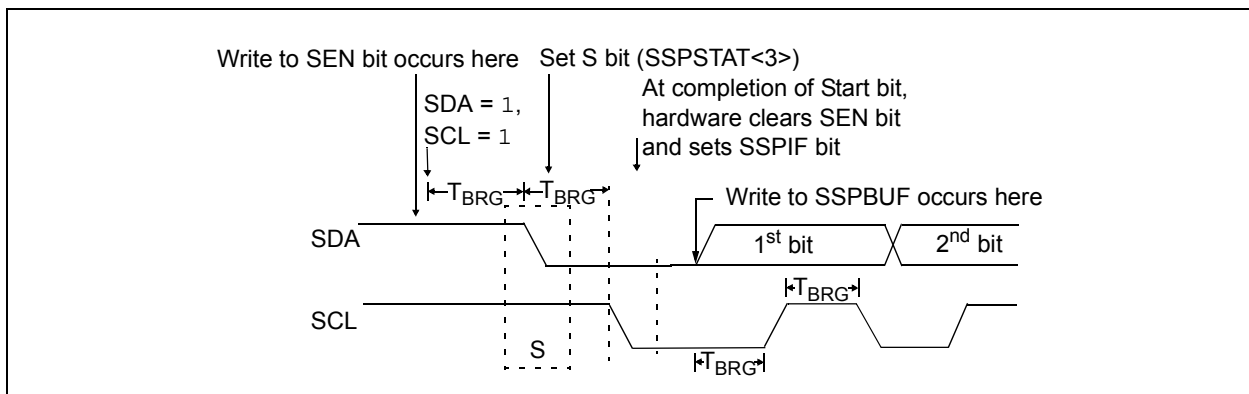 Write to SEN bit occurs here
Set S bit (SSPSTAT<3>)
SDA = 1,
SCL = 1
At completion of Start bit,
hardware clears SEN bit
and sets SSPIF bit
TBRG
TBRG
Write to SSPBUF occurs here
SDA
1st bit
2nd bit
TBRG
SCL
S
TBRG